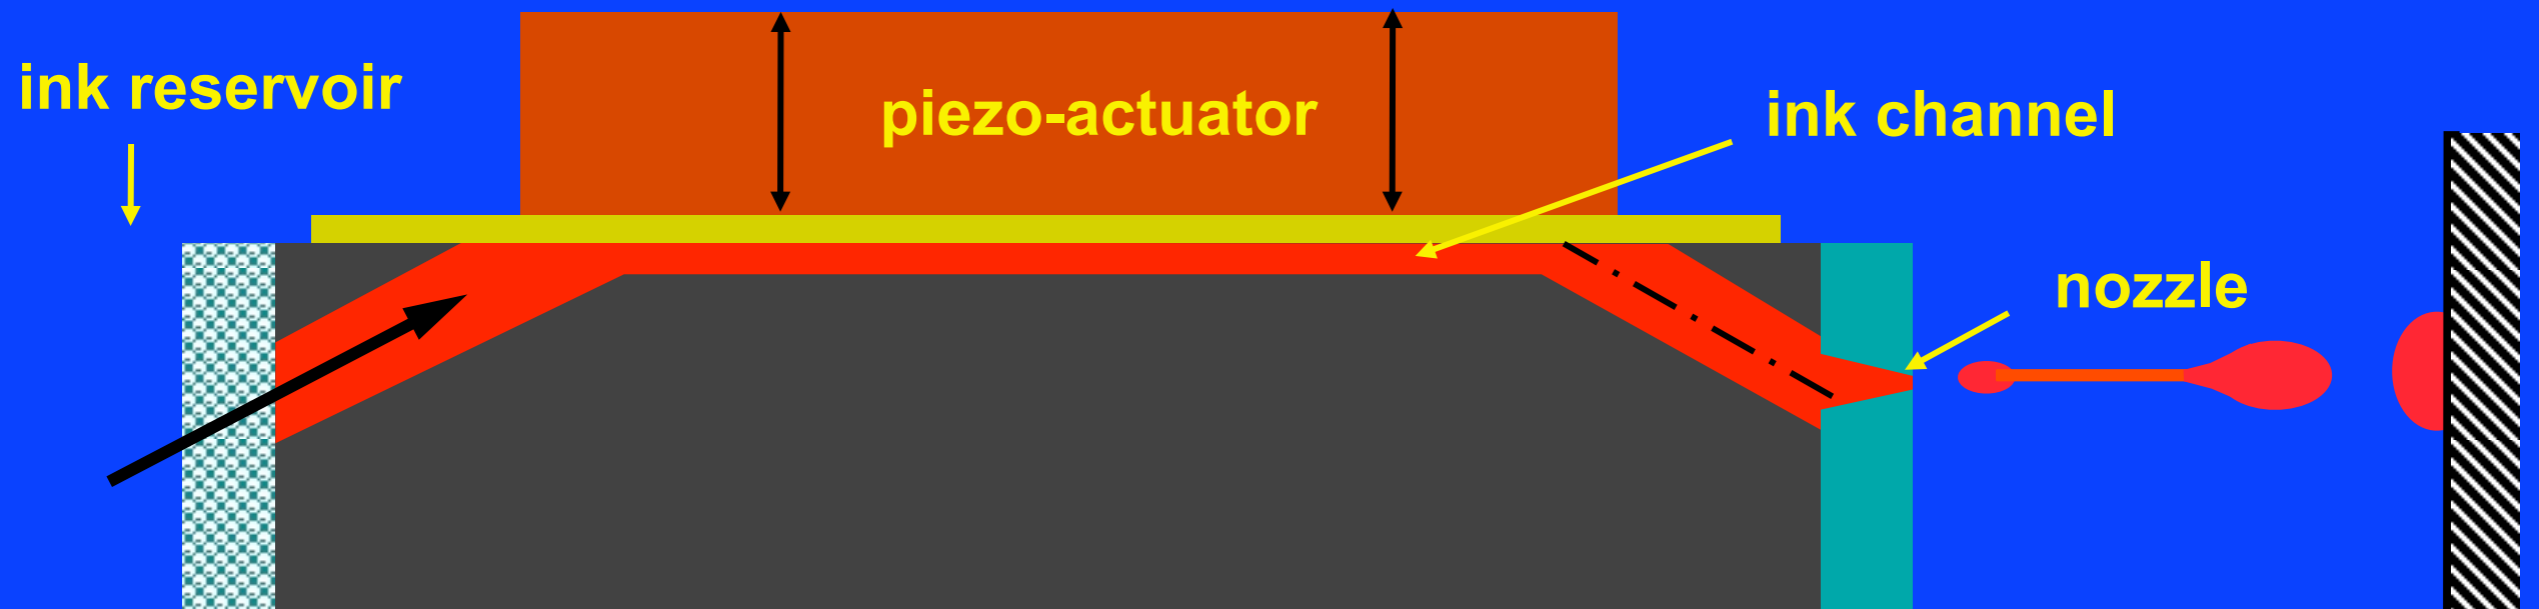 ink reservoir
piezo-actuator
ink channel
nozzle